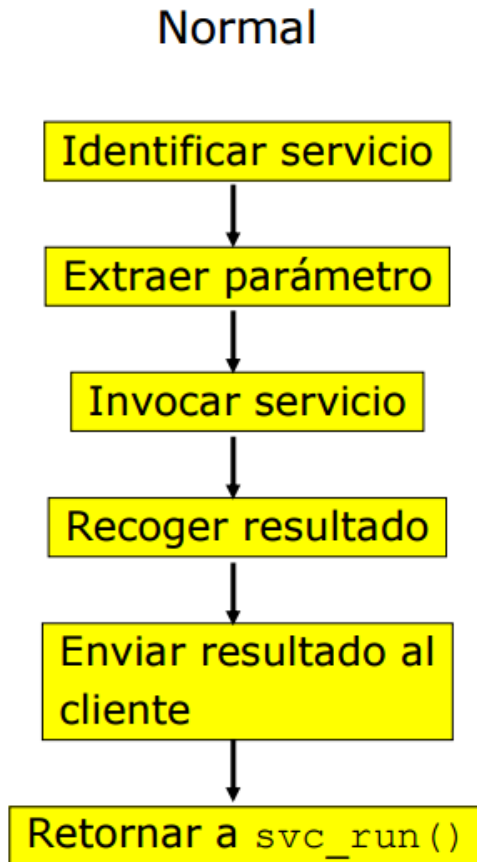 Normal
Identificar servicio
Extraer parámetro
Invocar servicio
Recoger resultado
Enviar resultado al
cliente
Retornar a svc_run()